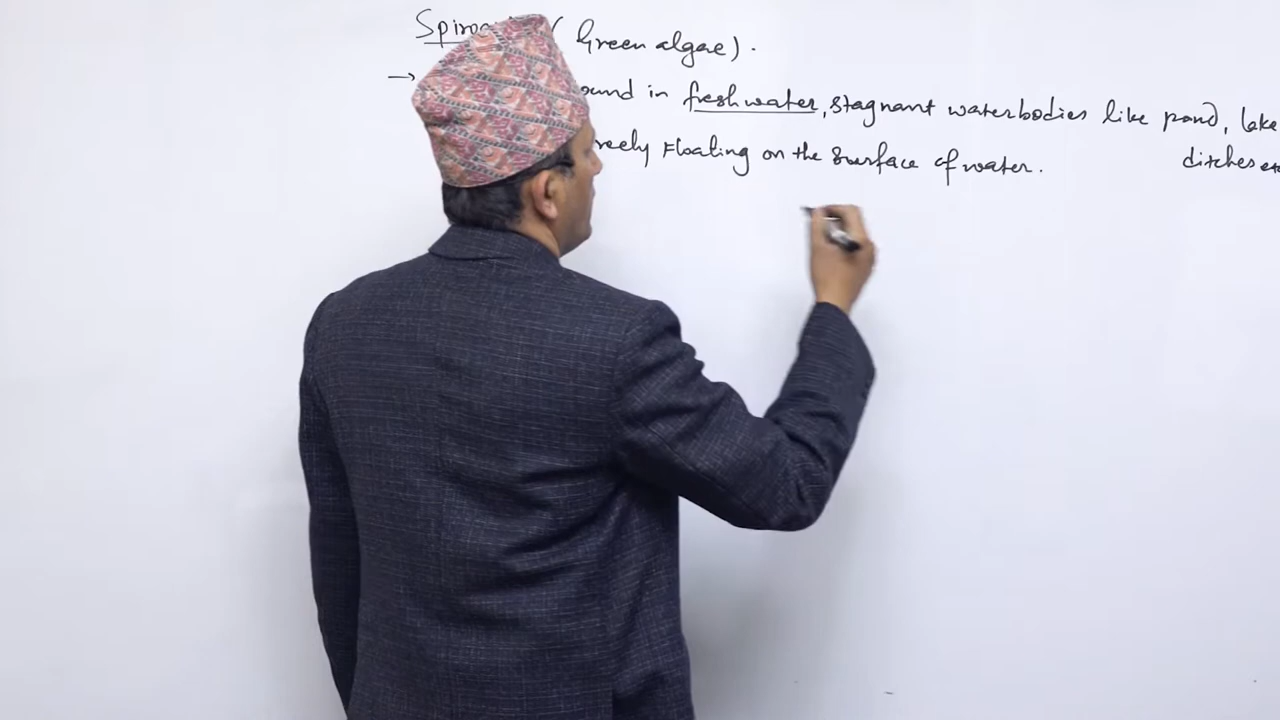 Spiro ( Green algae).
→ ound in freshwater, stagnant waterbodies like pond, lake
reely Floating on the Surface of water. ditches etc